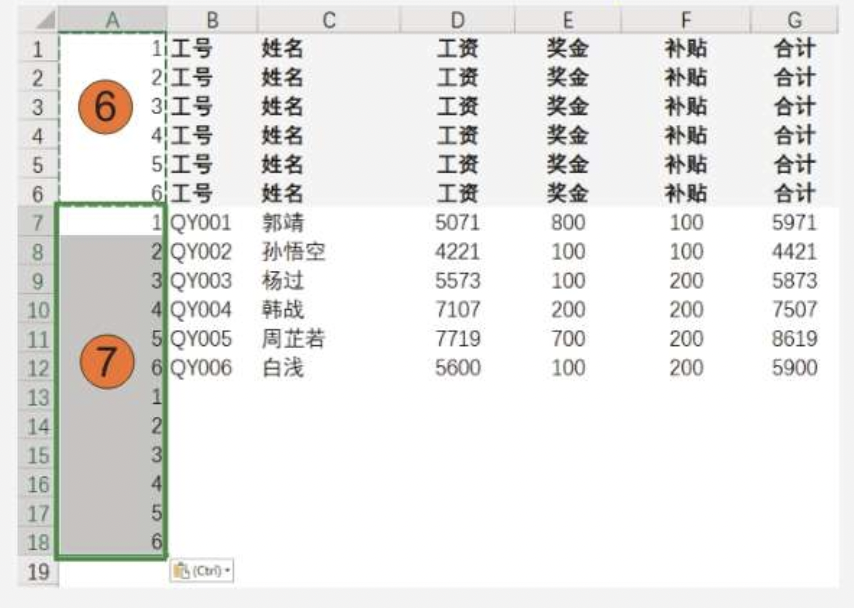 A B C D E F G
1 1 工号 姓名 工资 奖金 补贴 合计
2 2 工号 姓名 工资 奖金 补贴 合计
3 6 3 工号 姓名 工资 奖金 补贴 合计
4 4 工号 姓名 工资 奖金 补贴 合计
5 5 工号 姓名 工资 奖金 补贴 合计
6 6 工号 姓名 工资 奖金 补贴 合计
7 1 QY001 郭靖 5071 800 100 5971
8 2 QY002 孙悟空 4221 100 100 4421
9 3 QY003 杨过 5573 100 200 5873
10 4 QY004 韩战 7107 200 200 7507
11 5 QY005 周芷若 7719 700 200 8619
12 7 6 QY006 白浅 5600 100 200 5900
13 1
14 2
15 3
16 4
17 5
18 6
19 (Ctrl)